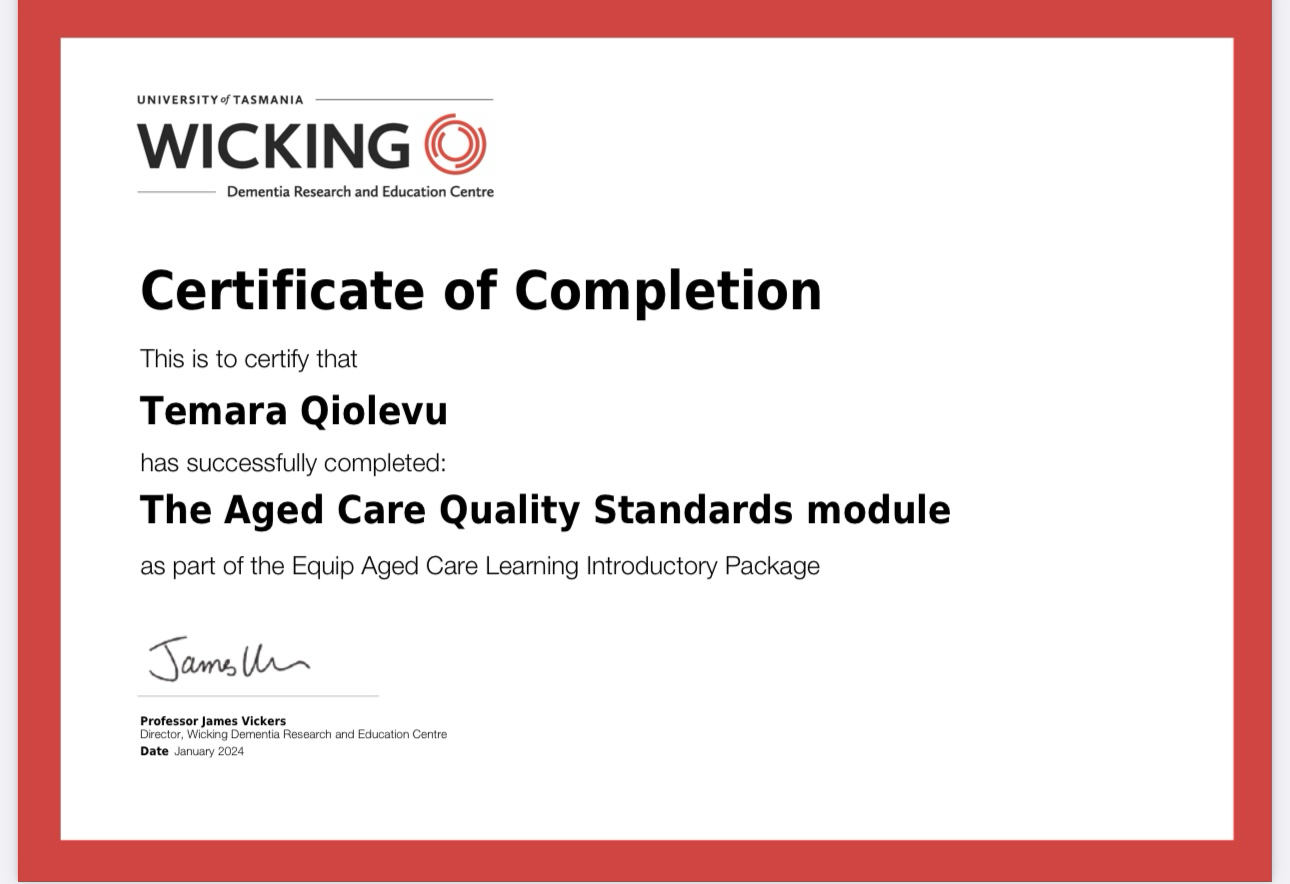 UNIVERSITY of TASMANIA
WICKING
Dementia Research and Education Centre
Certificate of Completion
This is to certify that
Temara Qiolevu
has successfully completed:
The Aged Care Quality Standards module
as part of the Equip Aged Care Learning Introductory Package
James
Professor James Vickers
Director, Wicking Dementia Research and Education Centre
Date January 2024